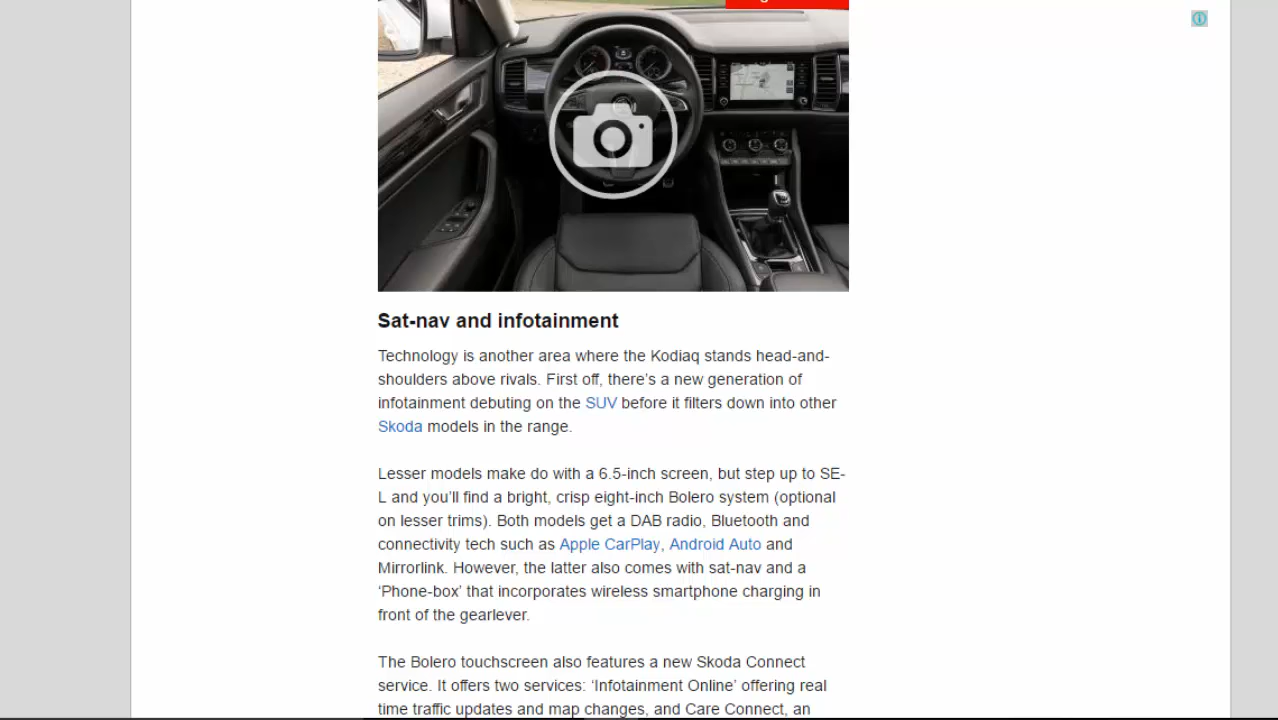 Sat-nav and infotainment
Technology is another area where the Kodiaq stands head-and-
shoulders above rivals. First off, there’s a new generation of
infotainment debuting on the SUV before it filters down into other
Skoda models in the range.
Lesser models make do with a 6.5-inch screen, but step up to SE-
L and you’ll find a bright, crisp eight-inch Bolero system (optional
on lesser trims). Both models get a DAB radio, Bluetooth and
connectivity tech such as Apple CarPlay, Android Auto and
Mirrorlink. However, the latter also comes with sat-nav and a
‘Phone-box’ that incorporates wireless smartphone charging in
front of the gearlever.
The Bolero touchscreen also features a new Skoda Connect
service. It offers two services: ‘Infotainment Online’ offering real
time traffic updates and map changes, and Care Connect, an